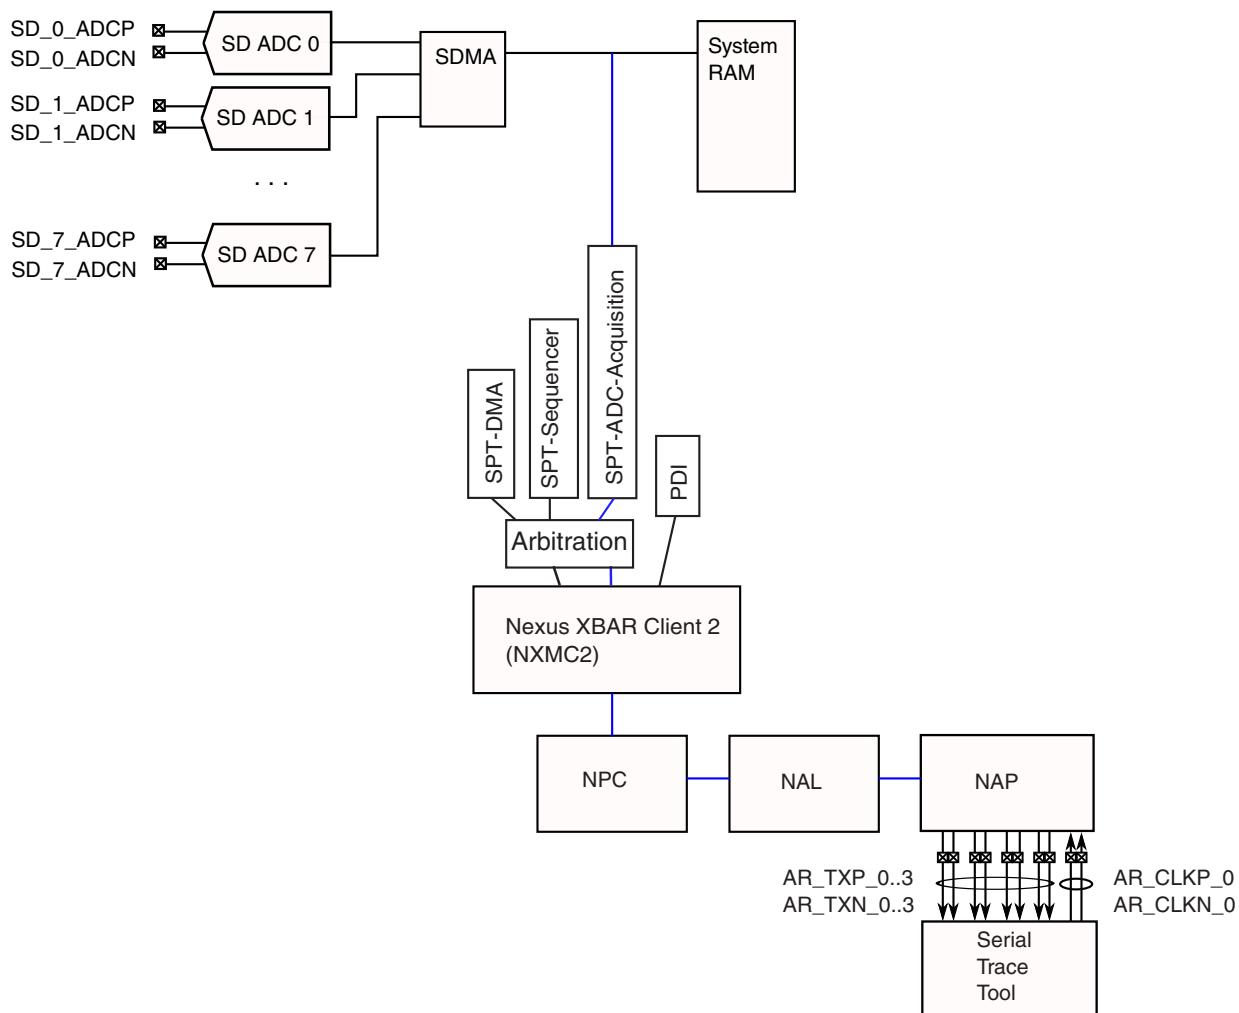 SD_0_ADCP
SD_0_ADCN
SD ADC 0
SDMA
System
RAM
SD_1_ADCP
SD_1_ADCN
SD ADC 1
. . .
SD_7_ADCP
SD_7_ADCN
SD ADC 7
SPT-DMA
SPT-Sequencer
SPT-ADC-Acquisition
PDI
Arbitration
Nexus XBAR Client 2
(NXMC2)
NPC
NAL
NAP
AR_TXP_0..3
AR_TXN_0..3
AR_CLKP_0
AR_CLKN_0
Serial
Trace
Tool